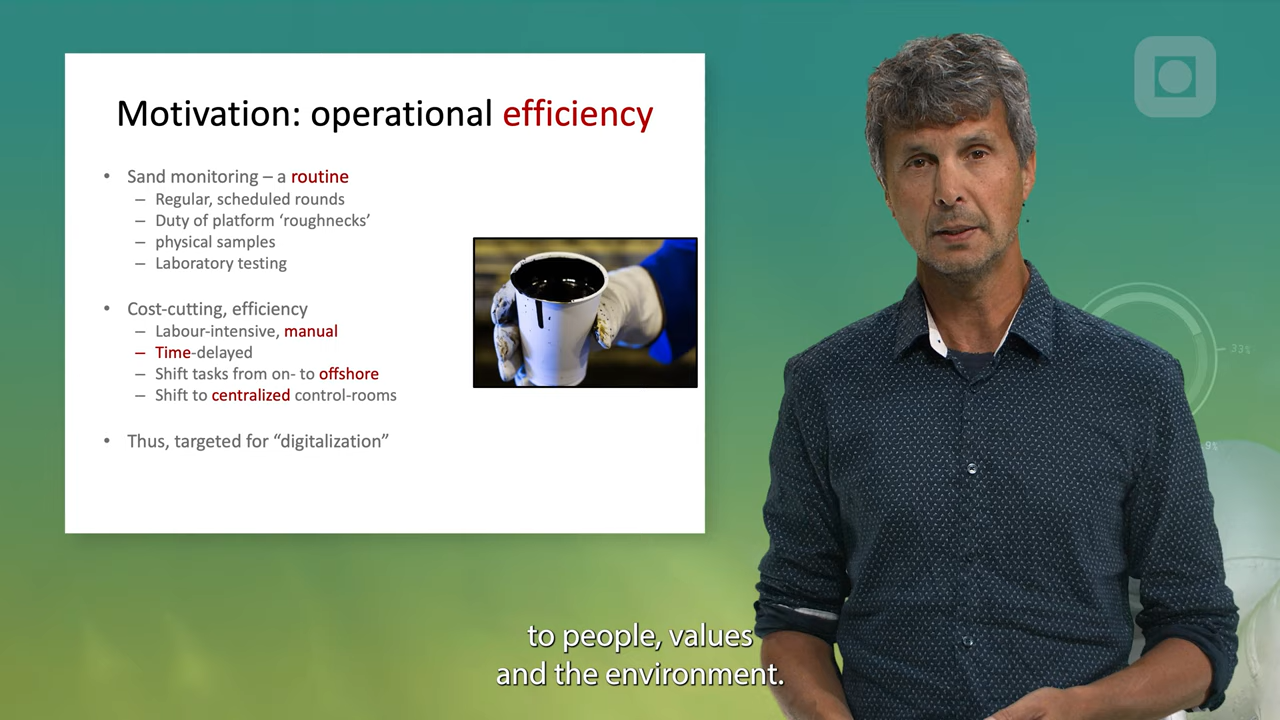 Motivation: operational efficiency
• Sand monitoring – a routine
– Regular, scheduled rounds
– Duty of platform ‘roughnecks’
– physical samples
– Laboratory testing
• Cost-cutting, efficiency
– Labour-intensive, manual
– Time-delayed
– Shift tasks from on- to offshore
– Shift to centralized control-rooms
• Thus, targeted for “digitalization”
33%
9%
to people, values
and the environment.